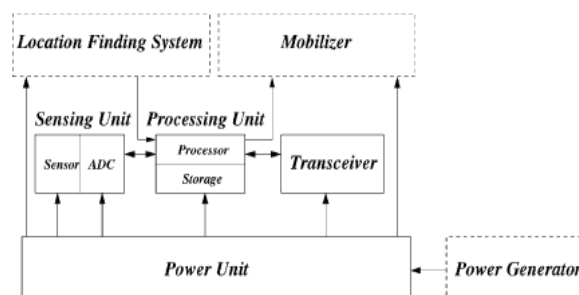 Location Finding System
Mobilizer
Sensing Unit
Processing Unit
Sensor
ADC
Processor
Storage
Transceiver
Power Unit
Power Generator